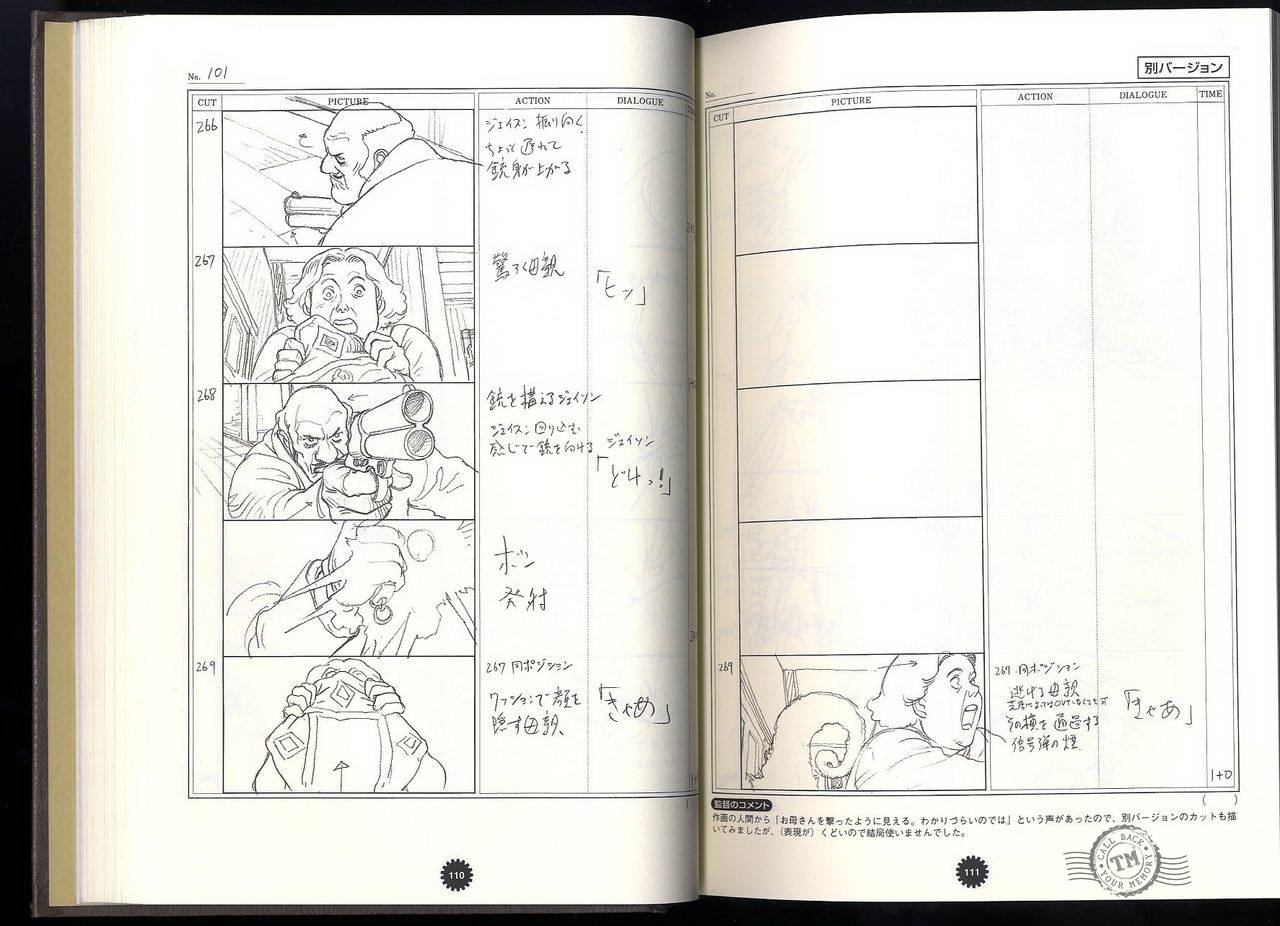 No. 101
CUT PICTURE ACTION DIALOGUE
266
ジェイスン 振り向く
ちょっと遅れて
銃身が上がる
267
驚く母親
「ヒッ」
268
銃を構えるジェイソン
ジェイスン回り込む
感じで銃を向ける
ジェイソン
「どけっ!」
ボン
発射
269
267 同ポジション
クッションで顔を
隠す母親
「きゃあ」
110
別バージョン
No.
CUT PICTURE ACTION DIALOGUE TIME
269
267 同ポジション
逃げる母親
その横を通過する
信号弾の煙
「きゃあ」
1+0
( )
監督のコメント
作画の人間から「お母さんを撃ったように見える。わかりづらいのでは」という声があったので、別バージョンのカットも描
いてみましたが、(表現が)くどいので結局使いませんでした。
111
CALL BACK
TM
YOUR MEMORY